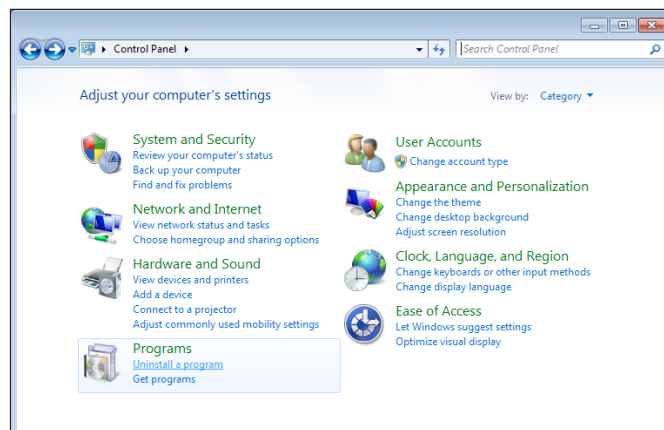 Control Panel
Search Control Panel
Adjust your computer's settings
View by: Category
System and Security
Review your computer's status
Back up your computer
Find and fix problems
Network and Internet
View network status and tasks
Choose homegroup and sharing options
Hardware and Sound
View devices and printers
Add a device
Connect to a projector
Adjust commonly used mobility settings
Programs
Uninstall a program
Get programs
User Accounts
Change account type
Appearance and Personalization
Change the theme
Change desktop background
Adjust screen resolution
Clock, Language, and Region
Change keyboards or other input methods
Change display language
Ease of Access
Let Windows suggest settings
Optimize visual display